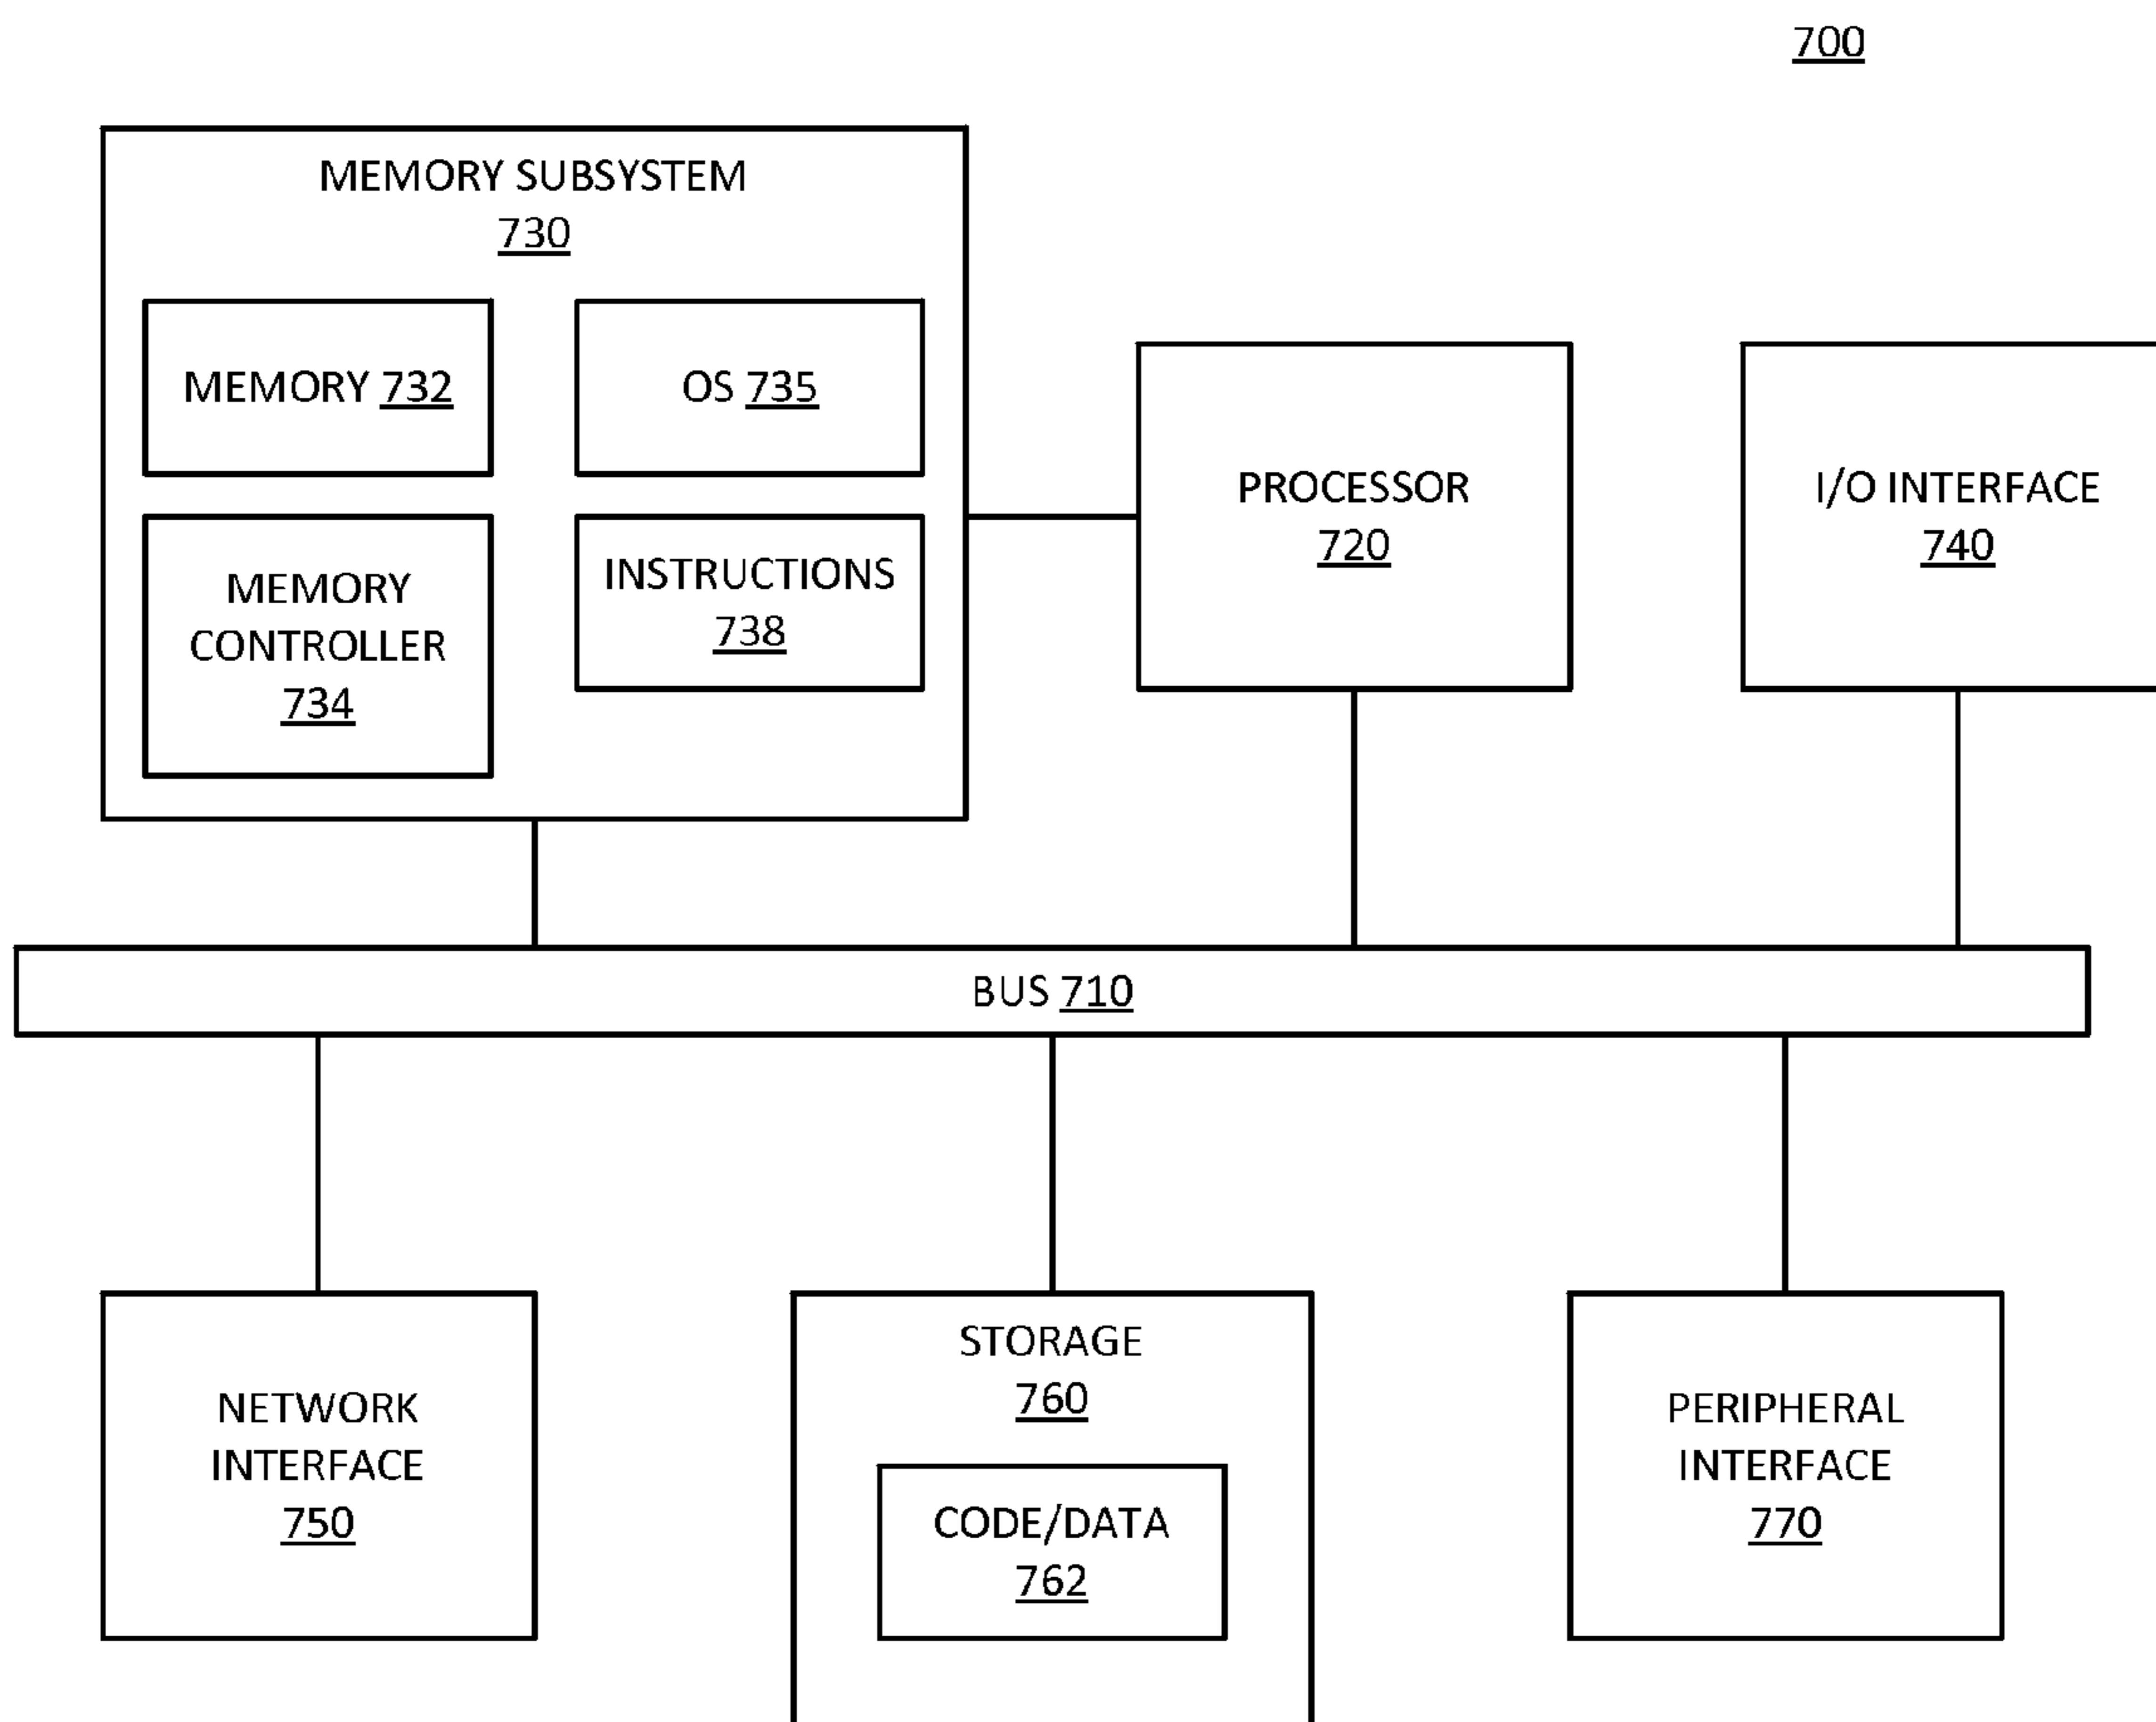 700
MEMORY SUBSYSTEM
730
MEMORY 732
OS 735
MEMORY
CONTROLLER
734
INSTRUCTIONS
738
PROCESSOR
720
I/O INTERFACE
740
BUS 710
NETWORK
INTERFACE
750
STORAGE
760
CODE/DATA
762
PERIPHERAL
INTERFACE
770